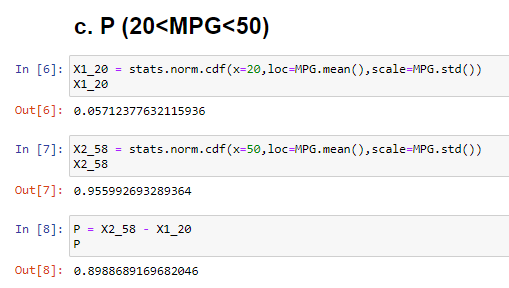 c. P (20<MPG<50)
In [6]: X1_20 = stats.norm.cdf(x=20,loc=MPG.mean(),scale=MPG.std())
X1_20
Out[6]: 0.05712377632115936
In [7]: X2_58 = stats.norm.cdf(x=50,loc=MPG.mean(),scale=MPG.std())
X2_58
Out[7]: 0.955992693289364
In [8]: P = X2_58 - X1_20
P
Out[8]: 0.8988689169682046